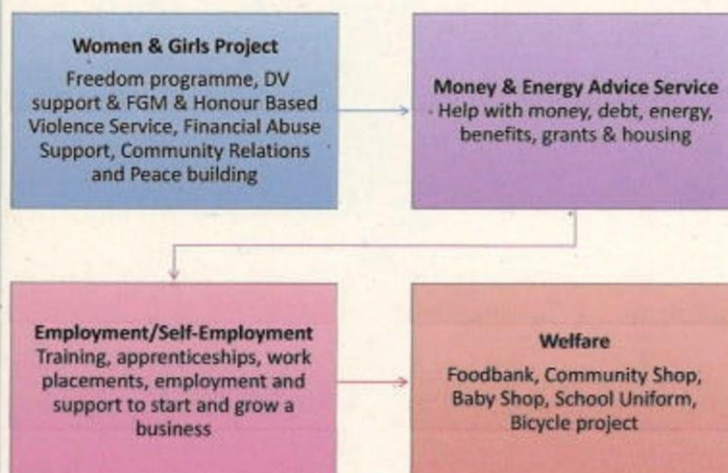 Women & Girls Project
Freedom programme, DV
support & FGM & Honour Based
Violence Service, Financial Abuse
Support, Community Relations
and Peace building
Money & Energy Advice Service
Help with money, debt, energy,
benefits, grants & housing
Employment/Self-Employment
Training, apprenticeships, work
placements, employment and
support to start and grow a
business
Welfare
Foodbank, Community Shop,
Baby Shop, School Uniform,
Bicycle project